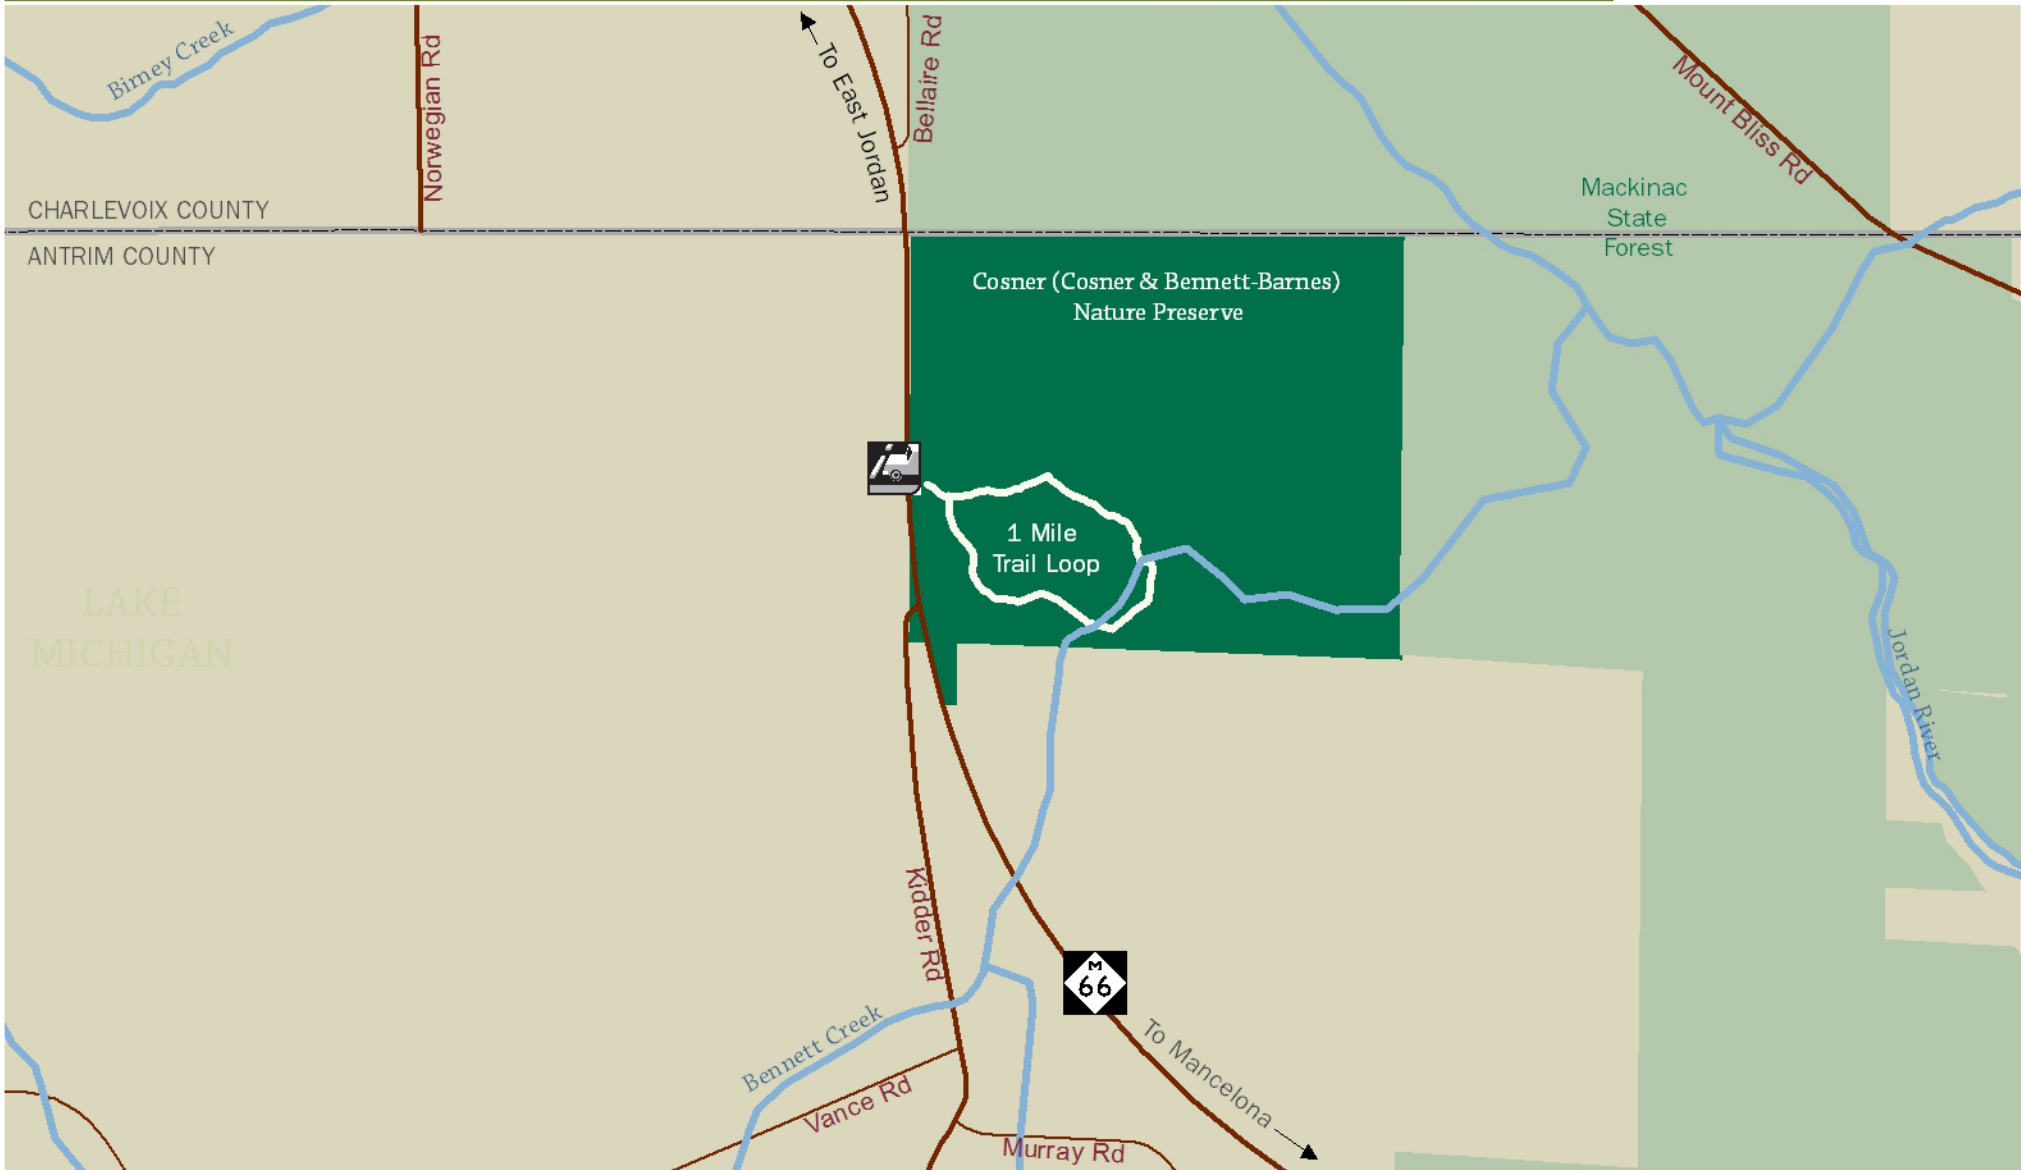 Birney Creek
Norwegian Rd
To East Jordan
Bellaire Rd
Mount Bliss Rd
Mackinac
State
Forest
CHARLEVOIX COUNTY
ANTRIM COUNTY
Cosner (Cosner & Bennett-Barnes)
Nature Preserve
1 Mile
Trail Loop
LAKE
MICHIGAN
Jordan River
Kidder Rd
M
66
To Mancelona
Bennett Creek
Vance Rd
Murray Rd